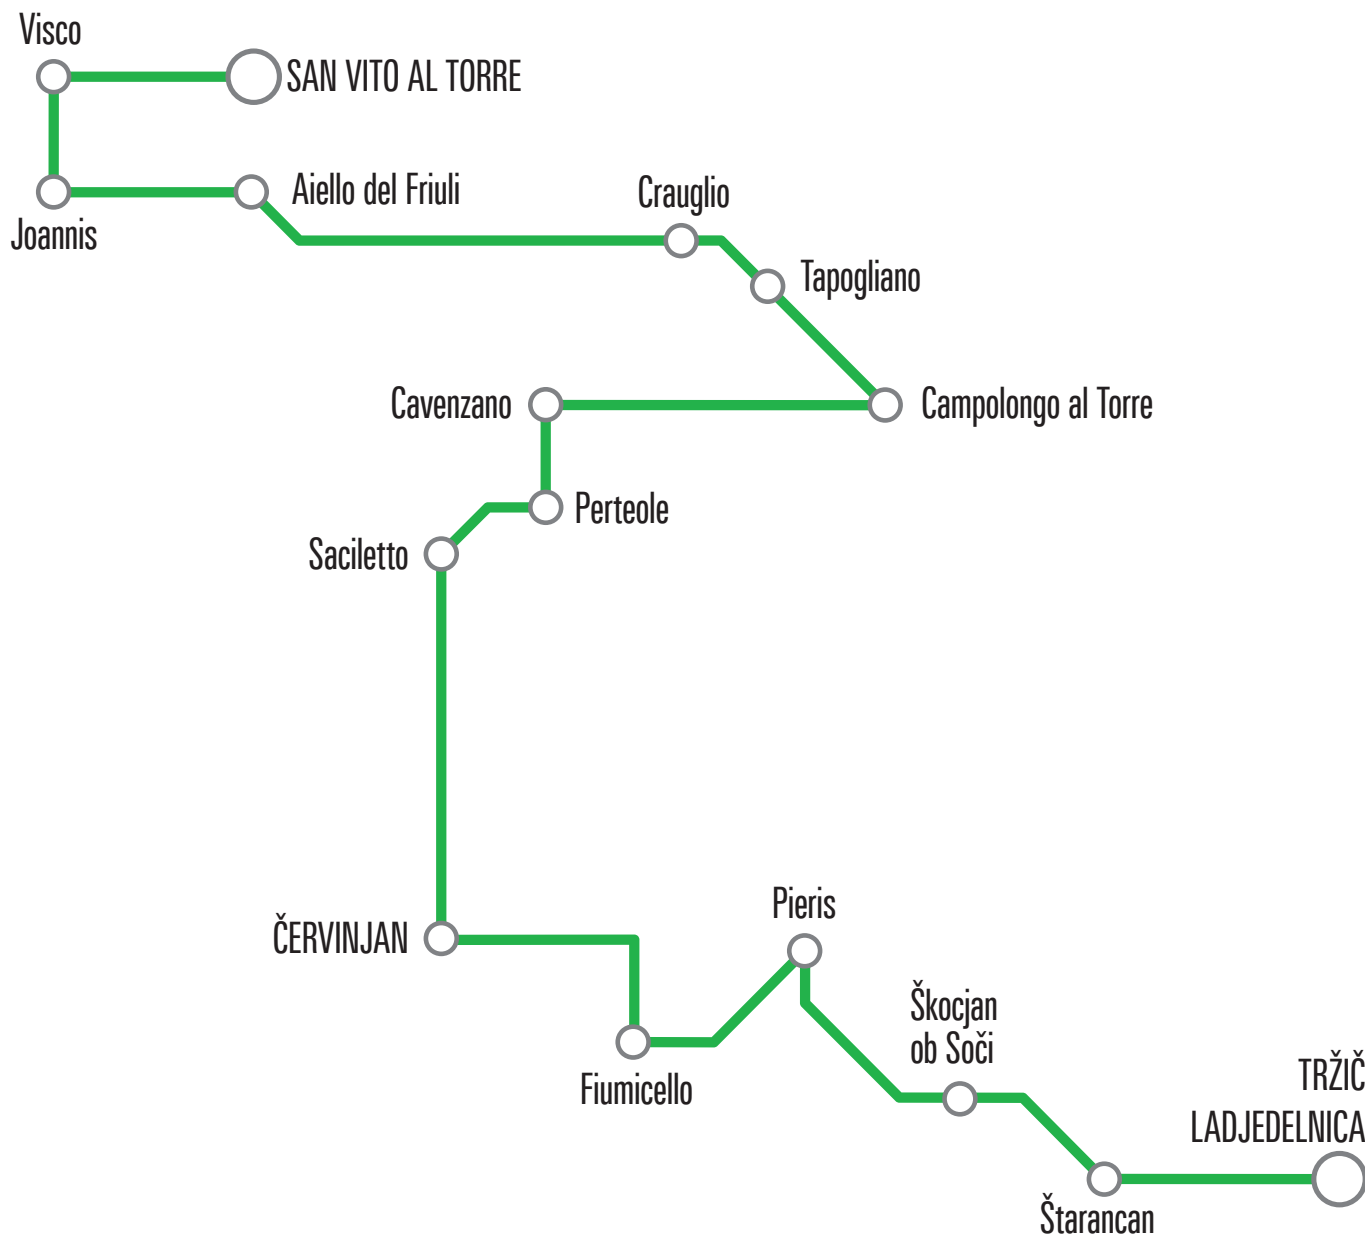 Visco
SAN VITO AL TORRE
Joannis
Aiello del Friuli
Crauglio
Tapogliano
Cavenzano
Campolongo al Torre
Perteole
Saciletto
ČERVINJAN
Fiumicello
Pieris
Škocjan
ob Soči
Štarancan
TRŽIČ
LADJEDELNICA